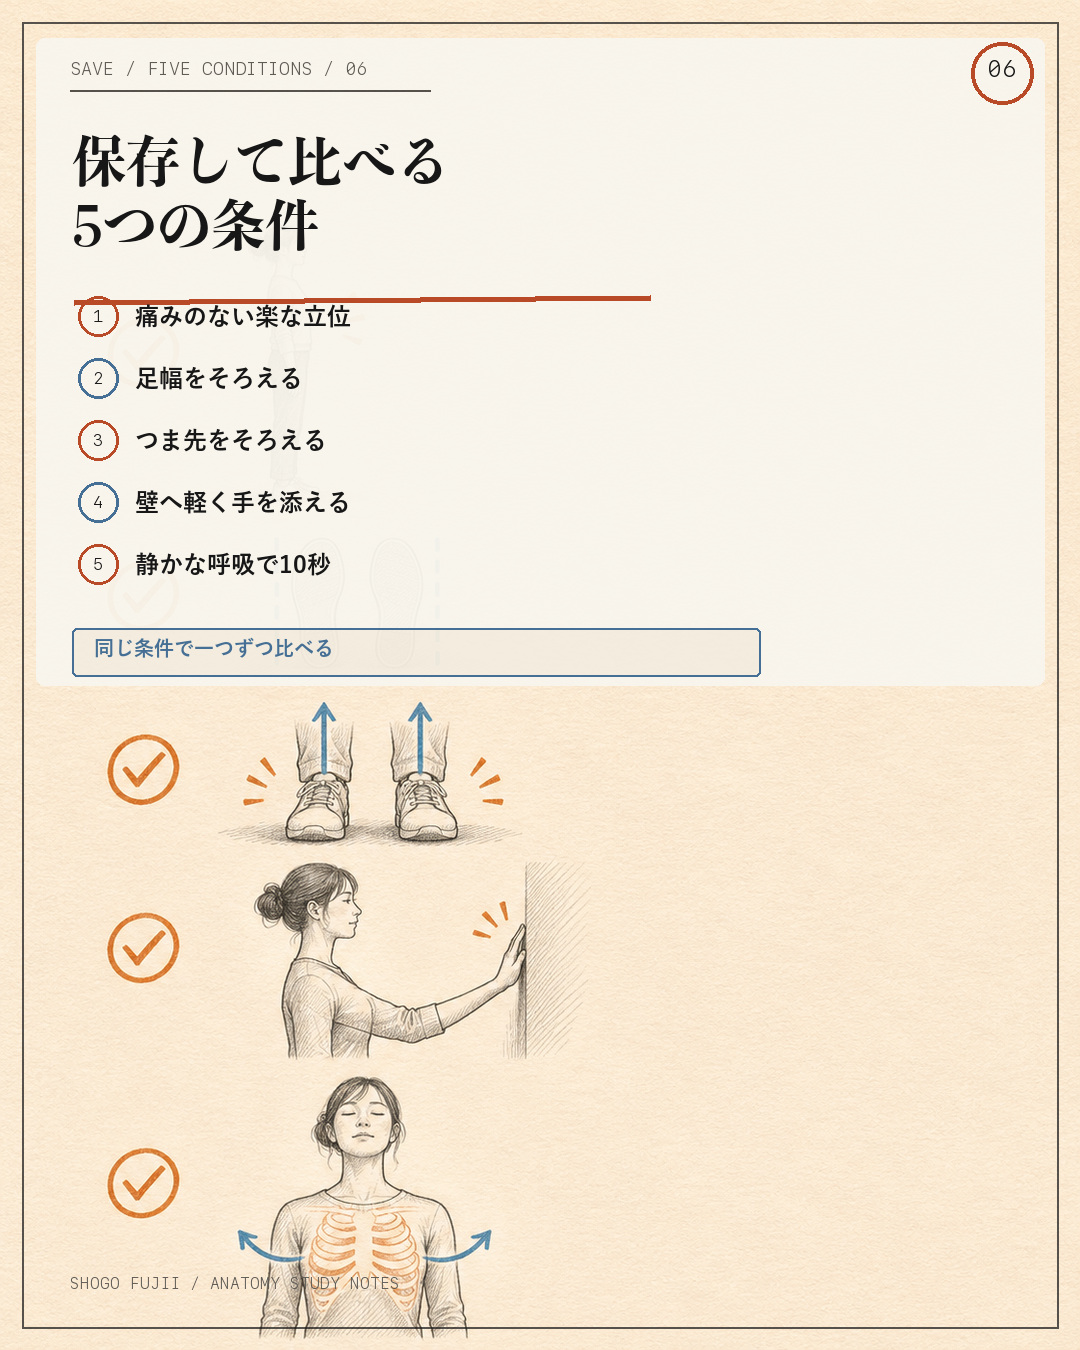 SAVE / FIVE CONDITIONS / 06
06
保存して比べる
5つの条件
1 痛みのない楽な立位
2 足幅をそろえる
3 つま先をそろえる
4 壁へ軽く手を添える
5 静かな呼吸で10秒
同じ条件で一つずつ比べる
SHOGO FUJII / ANATOMY STUDY NOTES